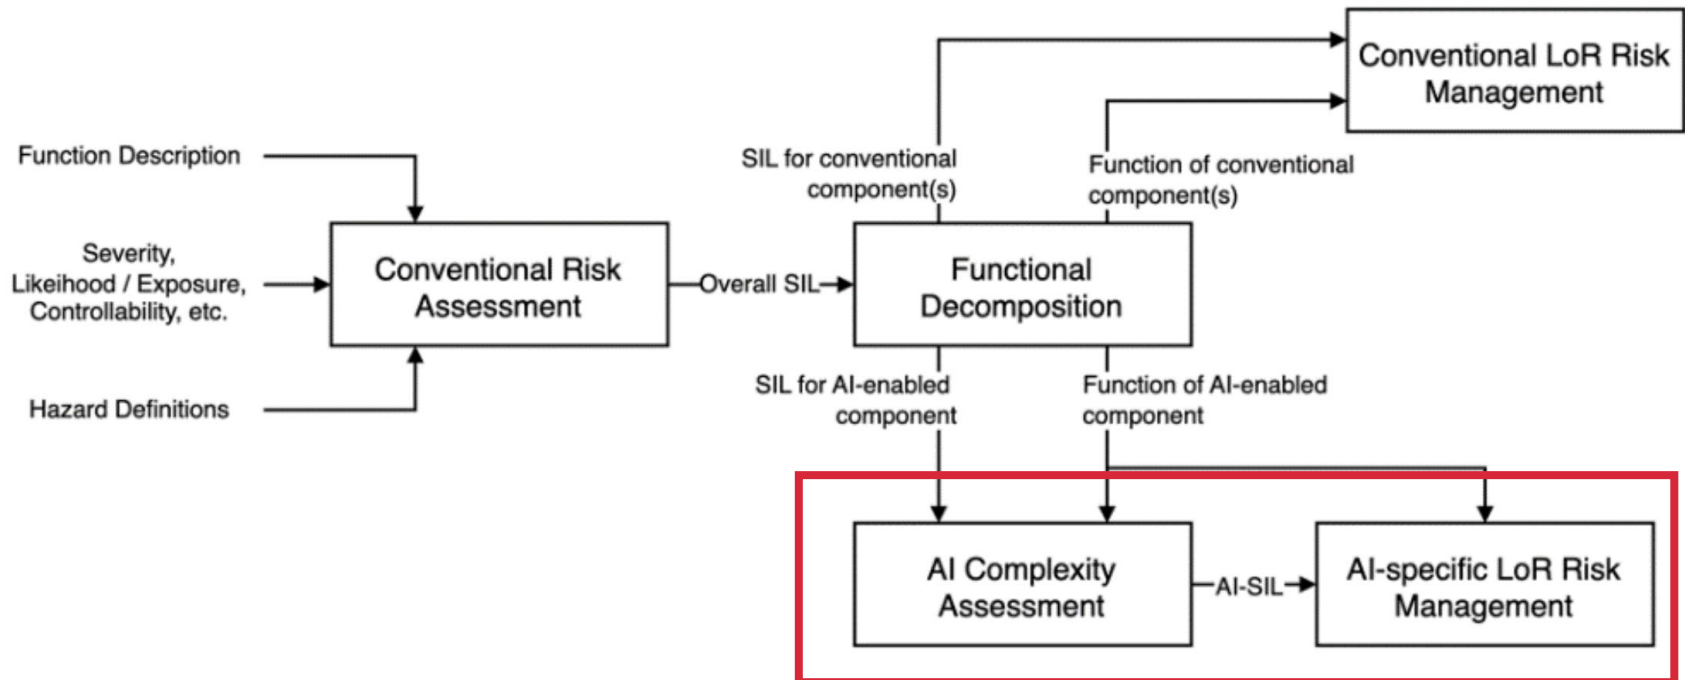 Conventional LoR Risk
Management
Function Description
SIL for conventional
component(s)
Function of conventional
component(s)
Severity,
Likeihood / Exposure,
Controllability, etc.
Conventional Risk
Assessment
Overall SIL
Functional
Decomposition
Hazard Definitions
SIL for AI-enabled
component
Function of AI-enabled
component
AI Complexity
Assessment
AI-SIL
AI-specific LoR Risk
Management